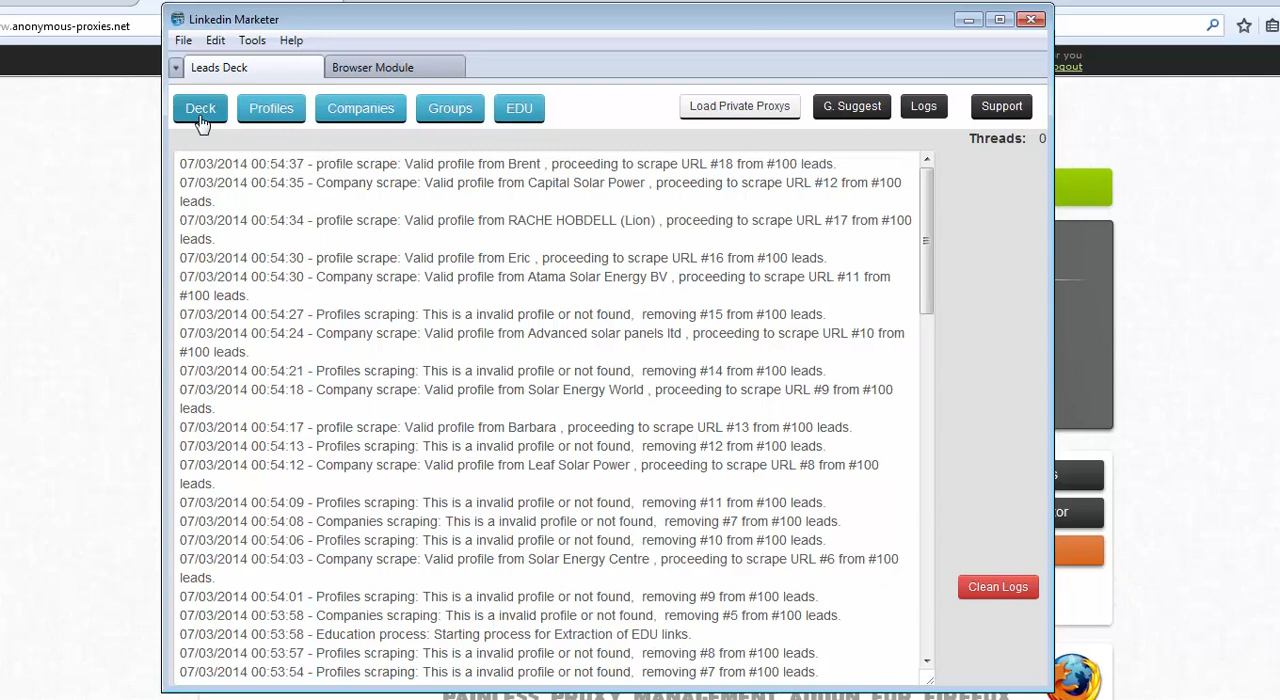 w.anonymous-proxies.net
Linkedin Marketer
File Edit Tools Help
or you
Leads Deck Browser Module
ogout
Deck Profiles Companies Groups EDU Load Private Proxys G. Suggest Logs Support
Threads: 0
07/03/2014 00:54:37 - profile scrape: Valid profile from Brent , proceeding to scrape URL #18 from #100 leads.
07/03/2014 00:54:35 - Company scrape: Valid profile from Capital Solar Power , proceeding to scrape URL #12 from #100
leads.
07/03/2014 00:54:34 - profile scrape: Valid profile from RACHE HOBDELL (Lion) , proceeding to scrape URL #17 from #100
leads.
07/03/2014 00:54:30 - profile scrape: Valid profile from Eric , proceeding to scrape URL #16 from #100 leads.
07/03/2014 00:54:30 - Company scrape: Valid profile from Atama Solar Energy BV , proceeding to scrape URL #11 from
#100 leads.
07/03/2014 00:54:27 - Profiles scraping: This is a invalid profile or not found, removing #15 from #100 leads.
07/03/2014 00:54:24 - Company scrape: Valid profile from Advanced solar panels ltd , proceeding to scrape URL #10 from
#100 leads.
07/03/2014 00:54:21 - Profiles scraping: This is a invalid profile or not found, removing #14 from #100 leads.
07/03/2014 00:54:18 - Company scrape: Valid profile from Solar Energy World , proceeding to scrape URL #9 from #100
leads.
07/03/2014 00:54:17 - profile scrape: Valid profile from Barbara , proceeding to scrape URL #13 from #100 leads.
07/03/2014 00:54:13 - Profiles scraping: This is a invalid profile or not found, removing #12 from #100 leads.
07/03/2014 00:54:12 - Company scrape: Valid profile from Leaf Solar Power , proceeding to scrape URL #8 from #100
leads.
07/03/2014 00:54:09 - Profiles scraping: This is a invalid profile or not found, removing #11 from #100 leads.
07/03/2014 00:54:08 - Companies scraping: This is a invalid profile or not found, removing #7 from #100 leads.
07/03/2014 00:54:06 - Profiles scraping: This is a invalid profile or not found, removing #10 from #100 leads.
07/03/2014 00:54:03 - Company scrape: Valid profile from Solar Energy Centre , proceeding to scrape URL #6 from #100
leads.
07/03/2014 00:54:01 - Profiles scraping: This is a invalid profile or not found, removing #9 from #100 leads.
07/03/2014 00:53:58 - Companies scraping: This is a invalid profile or not found, removing #5 from #100 leads.
07/03/2014 00:53:58 - Education process: Starting process for Extraction of EDU links.
07/03/2014 00:53:57 - Profiles scraping: This is a invalid profile or not found, removing #8 from #100 leads.
07/03/2014 00:53:54 - Profiles scraping: This is a invalid profile or not found, removing #7 from #100 leads.
Clean Logs
s
tor
PAINLESS PROXY MANAGEMENT ADDON FOR FIREFOX